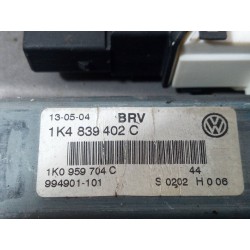 13-05-04 BRV
1K4 839 402 C
1K0 959 704 C 44
994901-101 S 0202 H 0 06